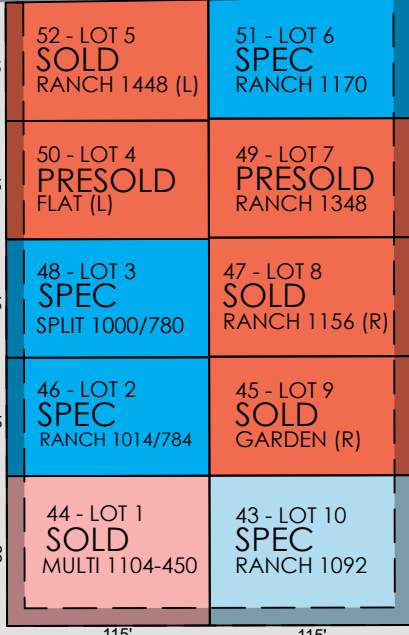 52 - LOT 5
SOLD
RANCH 1448 (L)
51 - LOT 6
SPEC
RANCH 1170
50 - LOT 4
PRESOLD
FLAT (L)
49 - LOT 7
PRESOLD
RANCH 1348
48 - LOT 3
SPEC
SPLIT 1000/780
47 - LOT 8
SOLD
RANCH 1156 (R)
46 - LOT 2
SPEC
RANCH 1014/784
45 - LOT 9
SOLD
GARDEN (R)
44 - LOT 1
SOLD
MULTI 1104-450
43 - LOT 10
SPEC
RANCH 1092
115'
115'